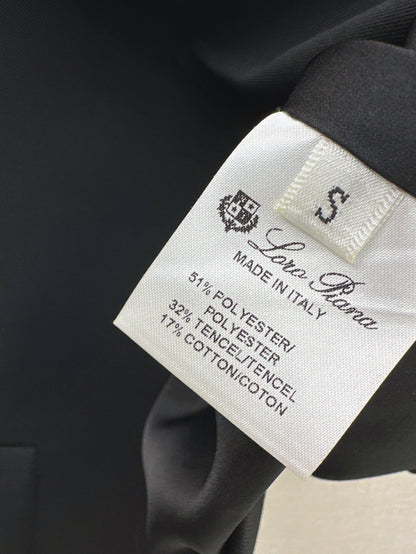 S
Loro Piana
MADE IN ITALY
51% POLYESTER/
POLYESTER
32% TENCEL/TENCEL
17% COTTON/COTON